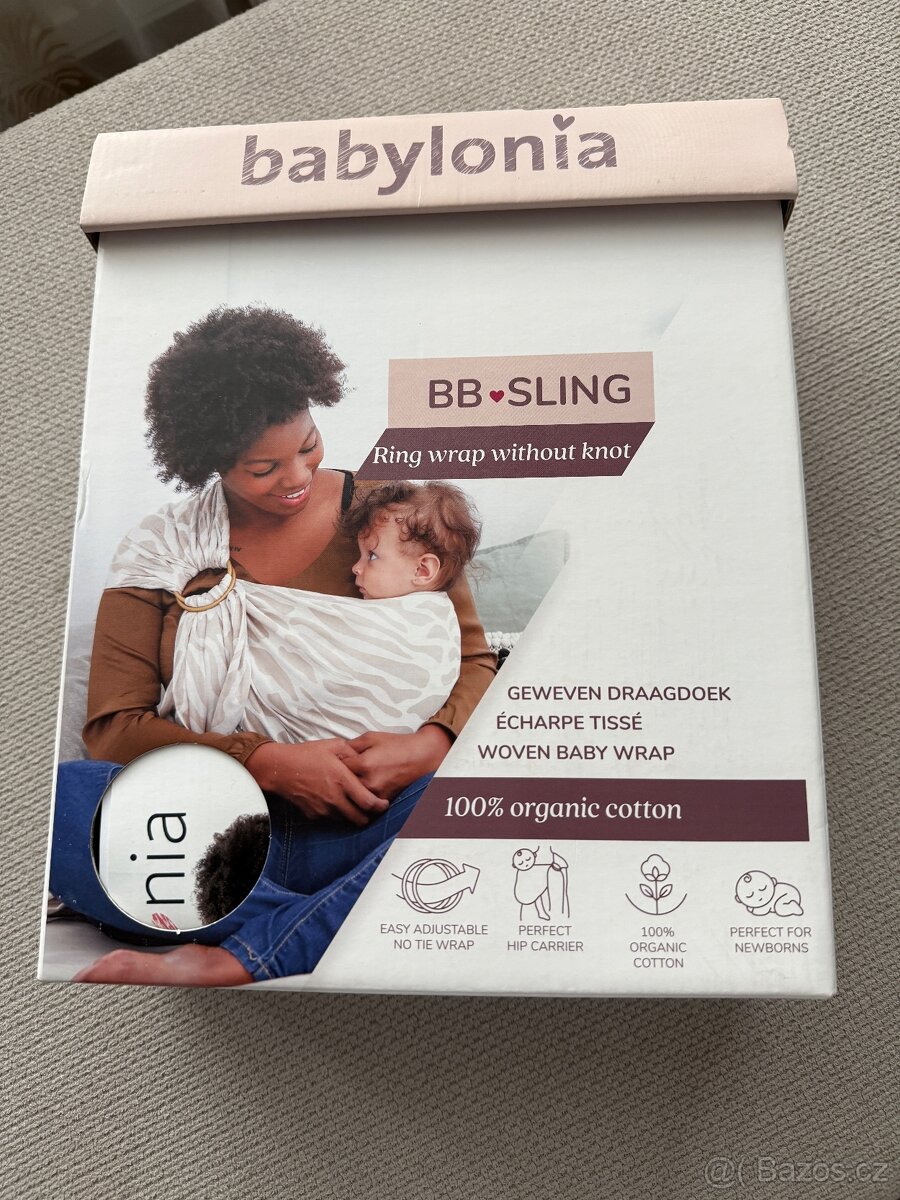 babylonia
BB♥SLING
Ring wrap without knot
GEWEVEN DRAAGDOEK
ÉCHARPE TISSÉ
WOVEN BABY WRAP
100% organic cotton
EASY ADJUSTABLE
NO TIE WRAP
PERFECT
HIP CARRIER
100%
ORGANIC
COTTON
PERFECT FOR
NEWBORNS
nia
@( Bazos.cz